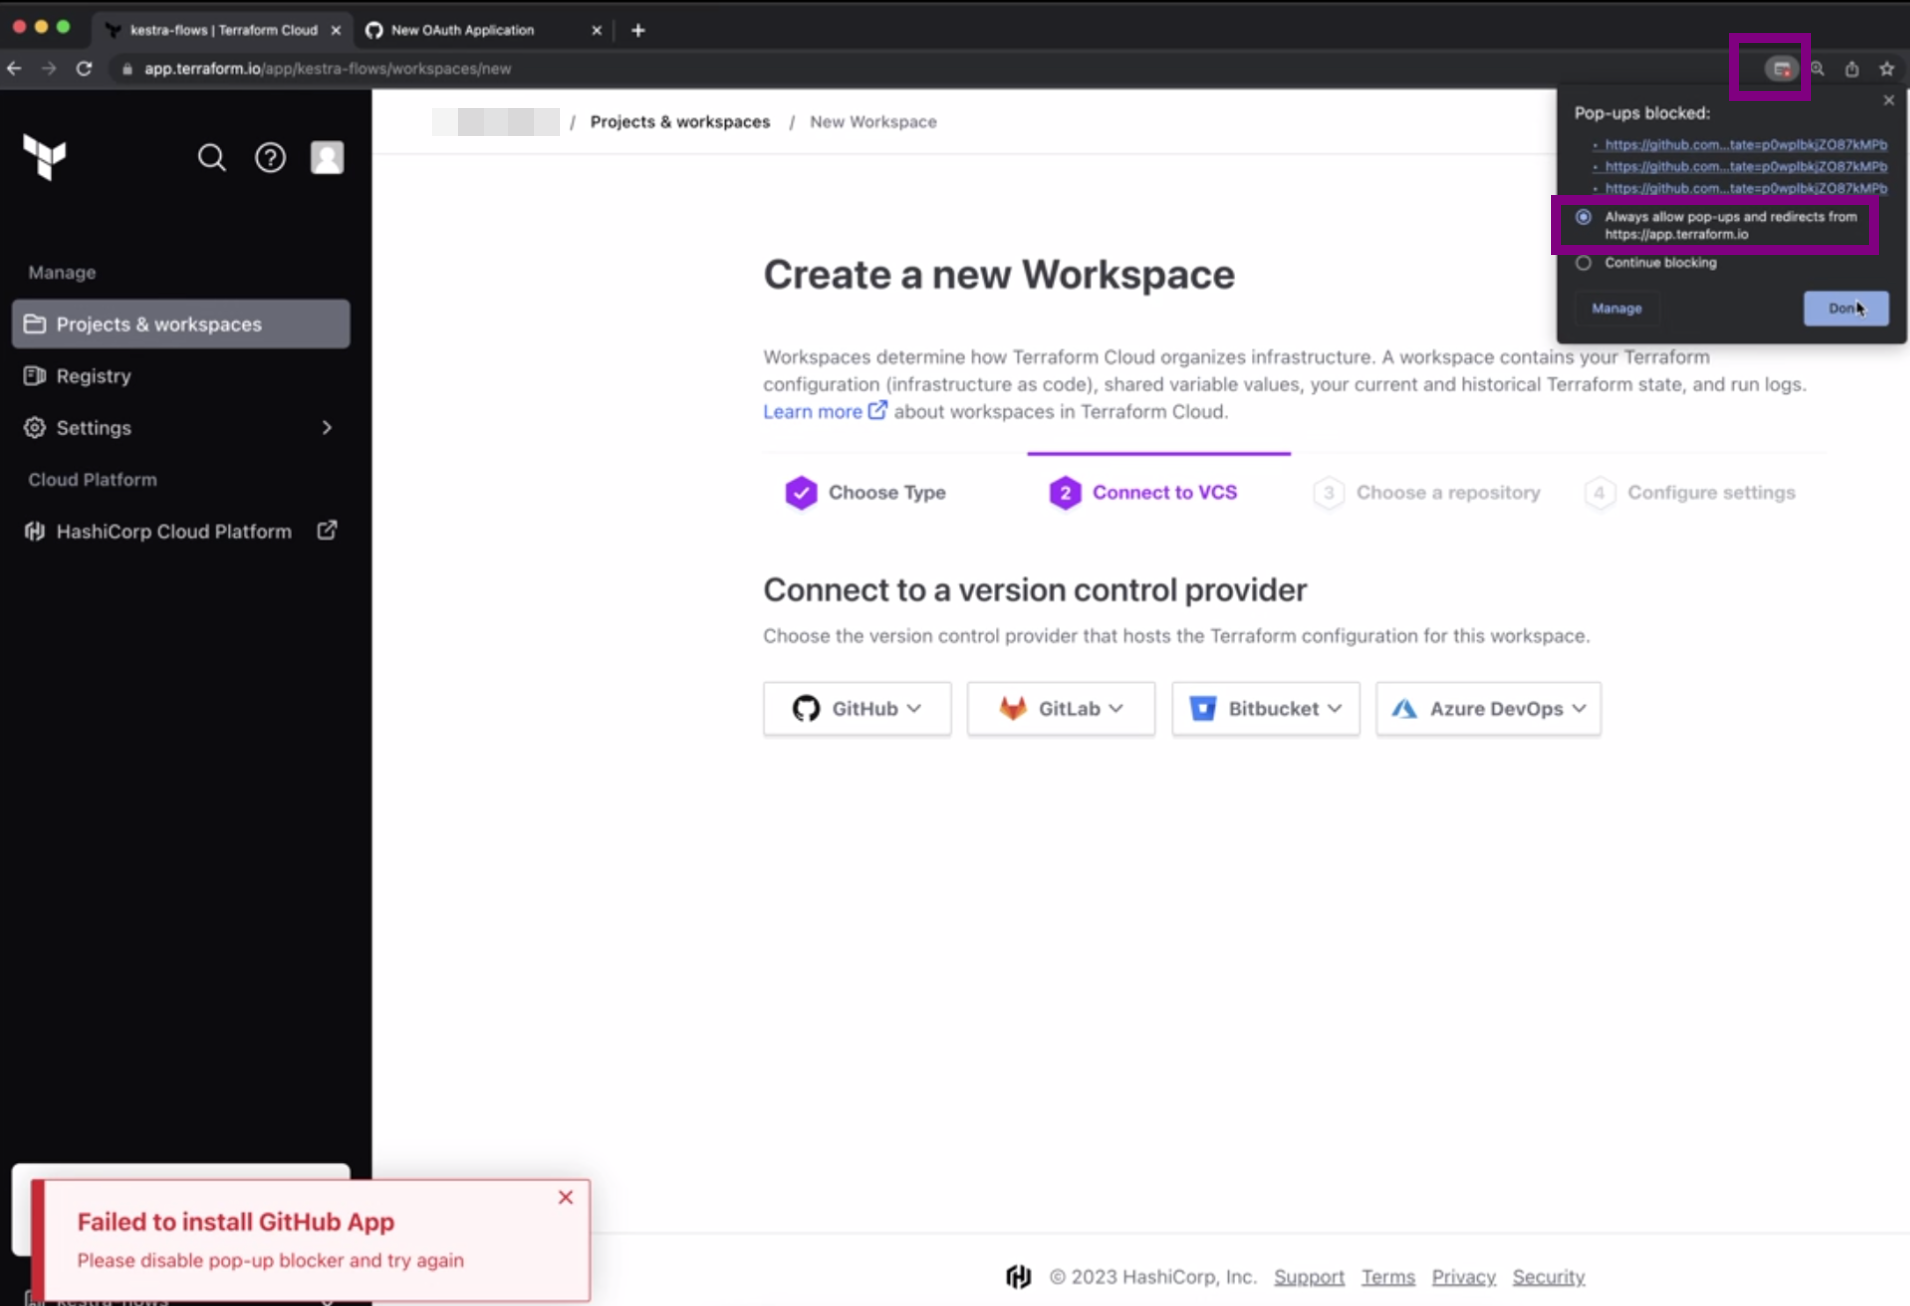 kestra-flows | Terraform Cloud
New OAuth Application
app.terraform.io/app/kestra-flows/workspaces/new
/ Projects & workspaces / New Workspace
Pop-ups blocked:
https://github.com...tate=p0wplbkjZO87kMPb
https://github.com...tate=p0wplbkjZO87kMPb
https://github.com...tate=p0wplbkjZO87kMPb
Always allow pop-ups and redirects from
https://app.terraform.io
Continue blocking
Manage
Don
Manage
Projects & workspaces
Registry
Settings
Cloud Platform
HashiCorp Cloud Platform
Create a new Workspace
Workspaces determine how Terraform Cloud organizes infrastructure. A workspace contains your Terraform
configuration (infrastructure as code), shared variable values, your current and historical Terraform state, and run logs.
Learn more about workspaces in Terraform Cloud.
Choose Type
2 Connect to VCS
3 Choose a repository
4 Configure settings
Connect to a version control provider
Choose the version control provider that hosts the Terraform configuration for this workspace.
GitHub
GitLab
Bitbucket
Azure DevOps
Failed to install GitHub App
Please disable pop-up blocker and try again
kestra-flows
© 2023 HashiCorp, Inc. Support Terms Privacy Security